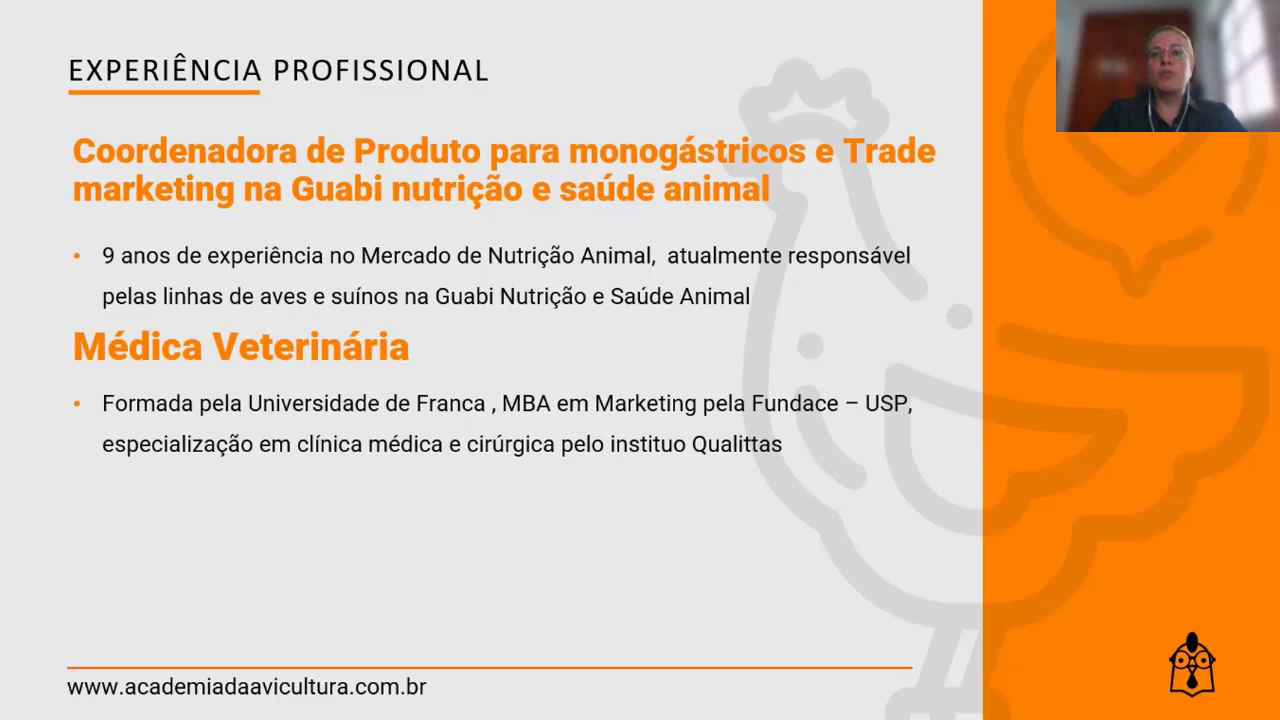 EXPERIÊNCIA PROFISSIONAL
Coordenadora de Produto para monogástricos e Trade
marketing na Guabi nutrição e saúde animal
• 9 anos de experiência no Mercado de Nutrição Animal, atualmente responsável
pelas linhas de aves e suínos na Guabi Nutrição e Saúde Animal
Médica Veterinária
• Formada pela Universidade de Franca , MBA em Marketing pela Fundace – USP,
especialização em clínica médica e cirúrgica pelo instituo Qualittas
www.academiadaavicultura.com.br